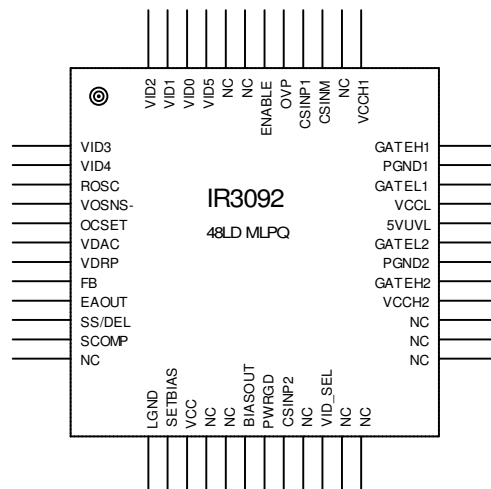 VID2
VID1
VID0
VID5
NC
NC
ENABLE
OVP
CSINP1
CSINM
NC
VCCH1
VID3
VID4
ROSC
VOSNS-
OCSET
VDAC
VDRP
FB
EAOUT
SS/DEL
SCOMP
NC
IR3092
48LD MLPQ
GATEH1
PGND1
GATEL1
VCCL
5VUVL
GATEL2
PGND2
GATEH2
VCCH2
NC
NC
NC
LGND
SETBIAS
VCC
NC
NC
BIASOUT
PWRGD
CSINP2
NC
VID_SEL
NC
NC